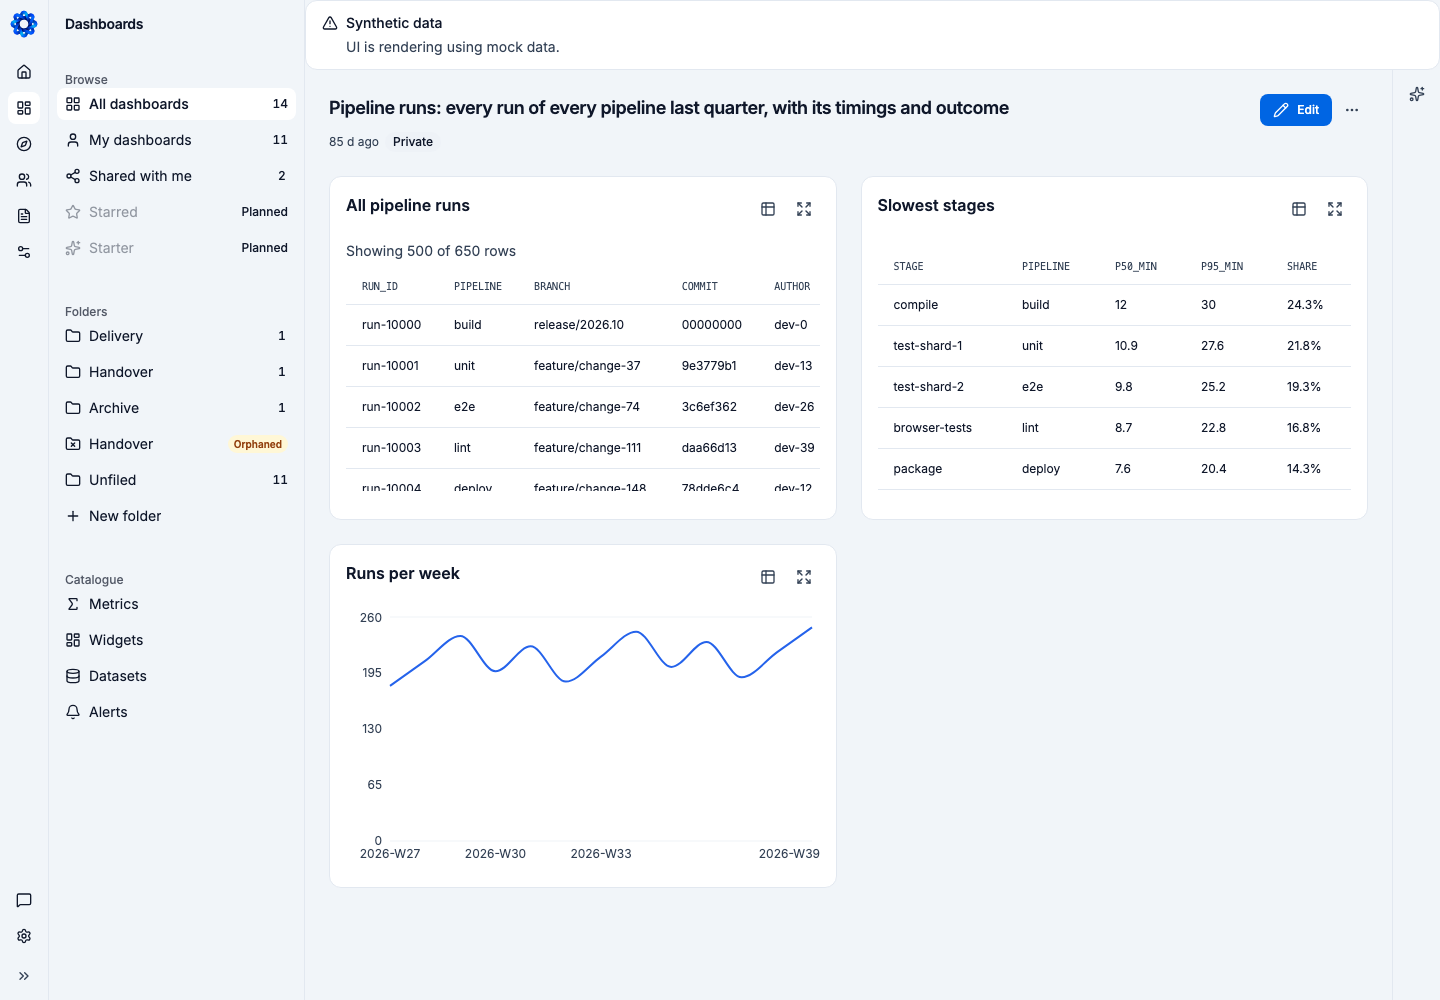 Dashboards
Browse
All dashboards 14
My dashboards 11
Shared with me 2
Starred Planned
Starter Planned
Folders
Delivery 1
Handover 1
Archive 1
Handover Orphaned
Unfiled 11
New folder
Catalogue
Metrics
Widgets
Datasets
Alerts
Synthetic data
UI is rendering using mock data.
Pipeline runs: every run of every pipeline last quarter, with its timings and outcome
Edit
85 d ago Private
All pipeline runs
Showing 500 of 650 rows
RUN_ID PIPELINE BRANCH COMMIT AUTHOR
run-10000 build release/2026.10 00000000 dev-0
run-10001 unit feature/change-37 9e3779b1 dev-13
run-10002 e2e feature/change-74 3c6ef362 dev-26
run-10003 lint feature/change-111 daa66d13 dev-39
run-10004 deploy feature/change-148 78dde6c4 dev-12
Slowest stages
STAGE PIPELINE P50_MIN P95_MIN SHARE
compile build 12 30 24.3%
test-shard-1 unit 10.9 27.6 21.8%
test-shard-2 e2e 9.8 25.2 19.3%
browser-tests lint 8.7 22.8 16.8%
package deploy 7.6 20.4 14.3%
Runs per week
260
195
130
65
0
2026-W27 2026-W30 2026-W33 2026-W39